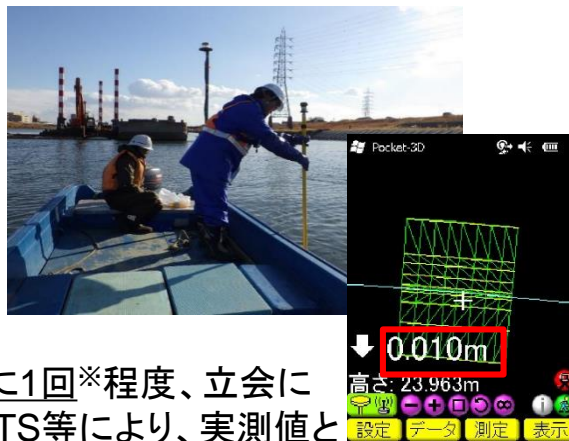 Pocket-3D
0.010m
高さ: 23.963m
設定 データ 測定 表示
に1回※程度、立会に
TS等により、実測値と